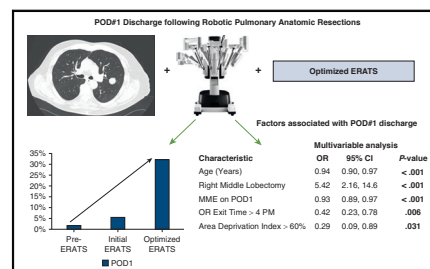 POD#1 Discharge following Robotic Pulmonary Anatomic Resections
+ + Optimized ERATS
Factors associated with POD#1 discharge
35%
30%
25%
20%
15%
10%
5%
0%
Pre-ERATS Initial ERATS Optimized ERATS
POD1
Multivariable analysis
Characteristic OR 95% CI P-value
Age (Years) 0.94 0.90, 0.97 < .001
Right Middle Lobectomy 5.42 2.16, 14.6 < .001
MME on POD1 0.93 0.89, 0.97 < .001
OR Exit Time > 4 PM 0.42 0.23, 0.78 .006
Area Deprivation Index > 60% 0.29 0.09, 0.89 .031